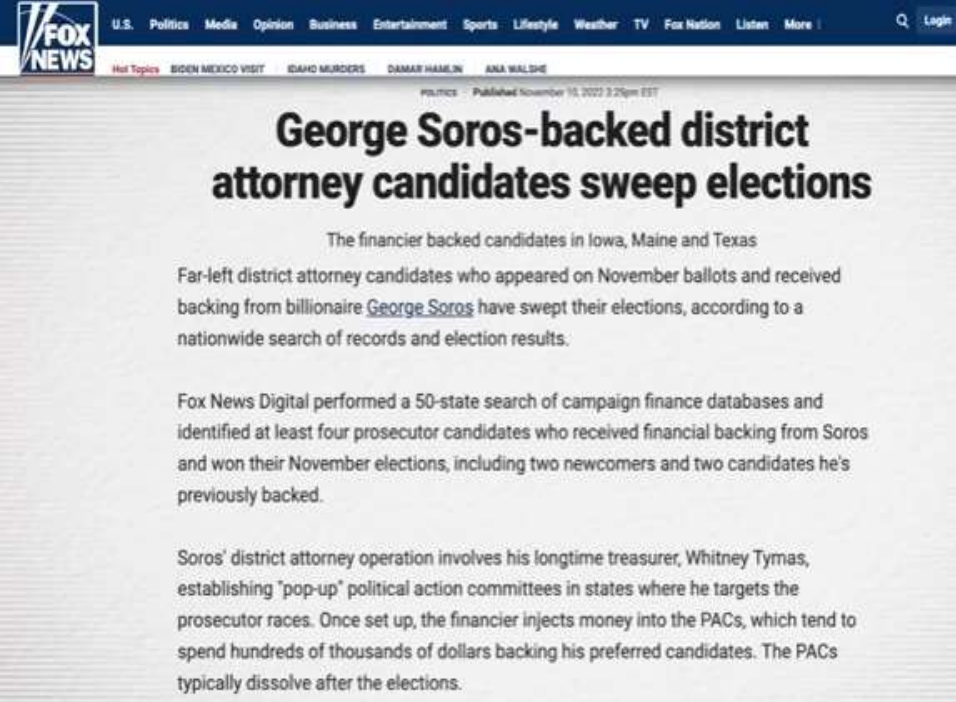 FOX
NEWS
U.S. Politics Media Opinion Business Entertainment Sports Lifestyle Weather TV Fox Nation Listen More Login
Hot Topics BIDEN MEXICO VISIT IDAHO MURDERS DAMAR HAMLIN ANA WALSHE
POLITICS Published November 10, 2022 3:25pm EST
George Soros-backed district
attorney candidates sweep elections
The financier backed candidates in Iowa, Maine and Texas
Far-left district attorney candidates who appeared on November ballots and received
backing from billionaire George Soros have swept their elections, according to a
nationwide search of records and election results.
Fox News Digital performed a 50-state search of campaign finance databases and
identified at least four prosecutor candidates who received financial backing from Soros
and won their November elections, including two newcomers and two candidates he's
previously backed.
Soros' district attorney operation involves his longtime treasurer, Whitney Tymas,
establishing "pop-up" political action committees in states where he targets the
prosecutor races. Once set up, the financier injects money into the PACs, which tend to
spend hundreds of thousands of dollars backing his preferred candidates. The PACs
typically dissolve after the elections.